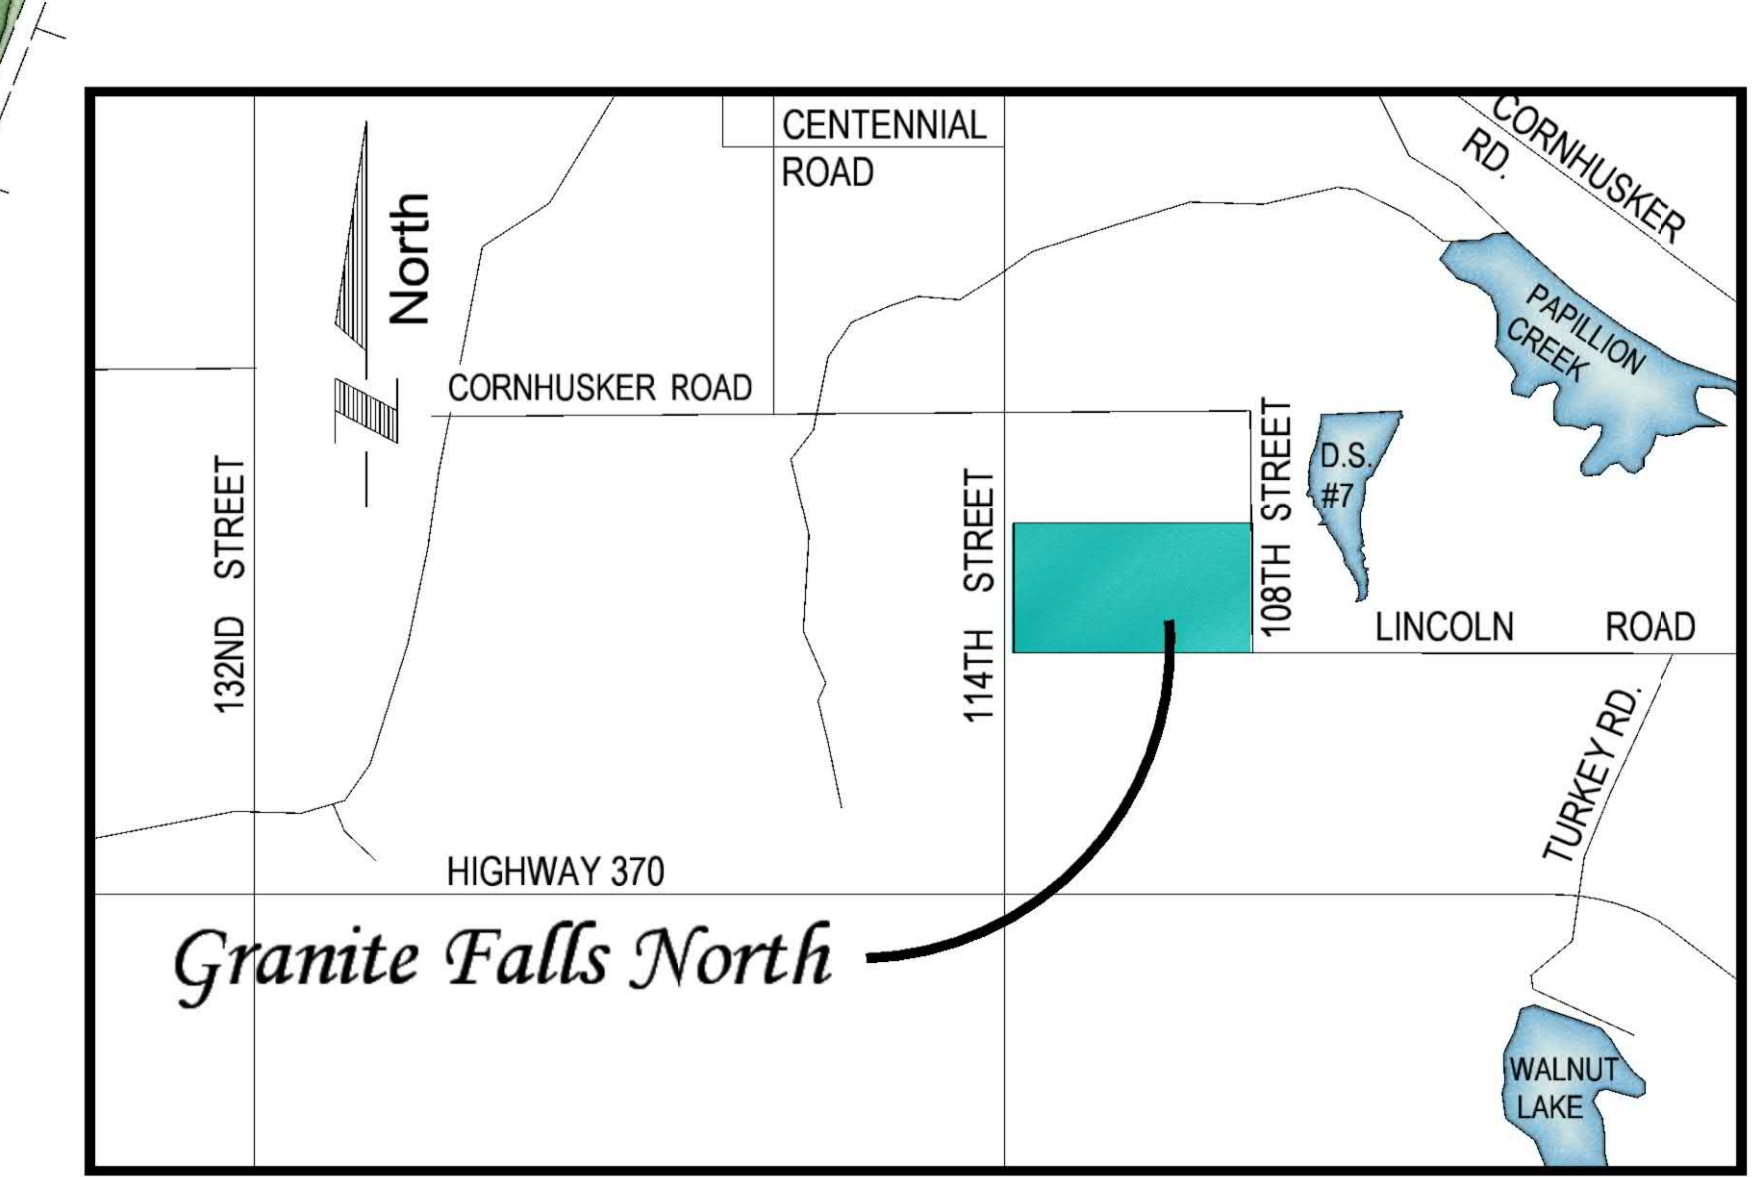 CENTENNIAL
ROAD
CORNHUSKER
RD.
North
PAPILLION
CREEK
CORNHUSKER ROAD
108TH STREET
D.S.
#7
132ND STREET
114TH STREET
LINCOLN ROAD
TURKEY RD.
HIGHWAY 370
Granite Falls North
WALNUT
LAKE